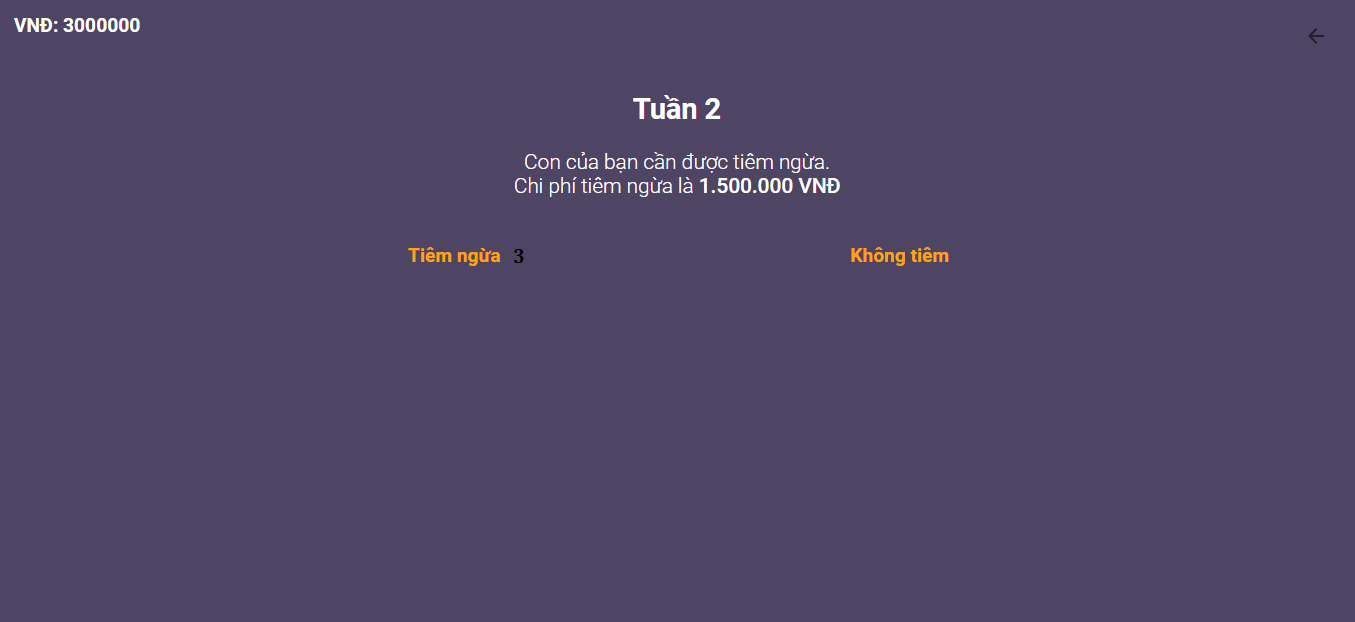 VNĐ: 3000000
Tuần 2
Con của bạn cần được tiêm ngừa.
Chi phí tiêm ngừa là 1.500.000 VNĐ
Tiêm ngừa 3
Không tiêm